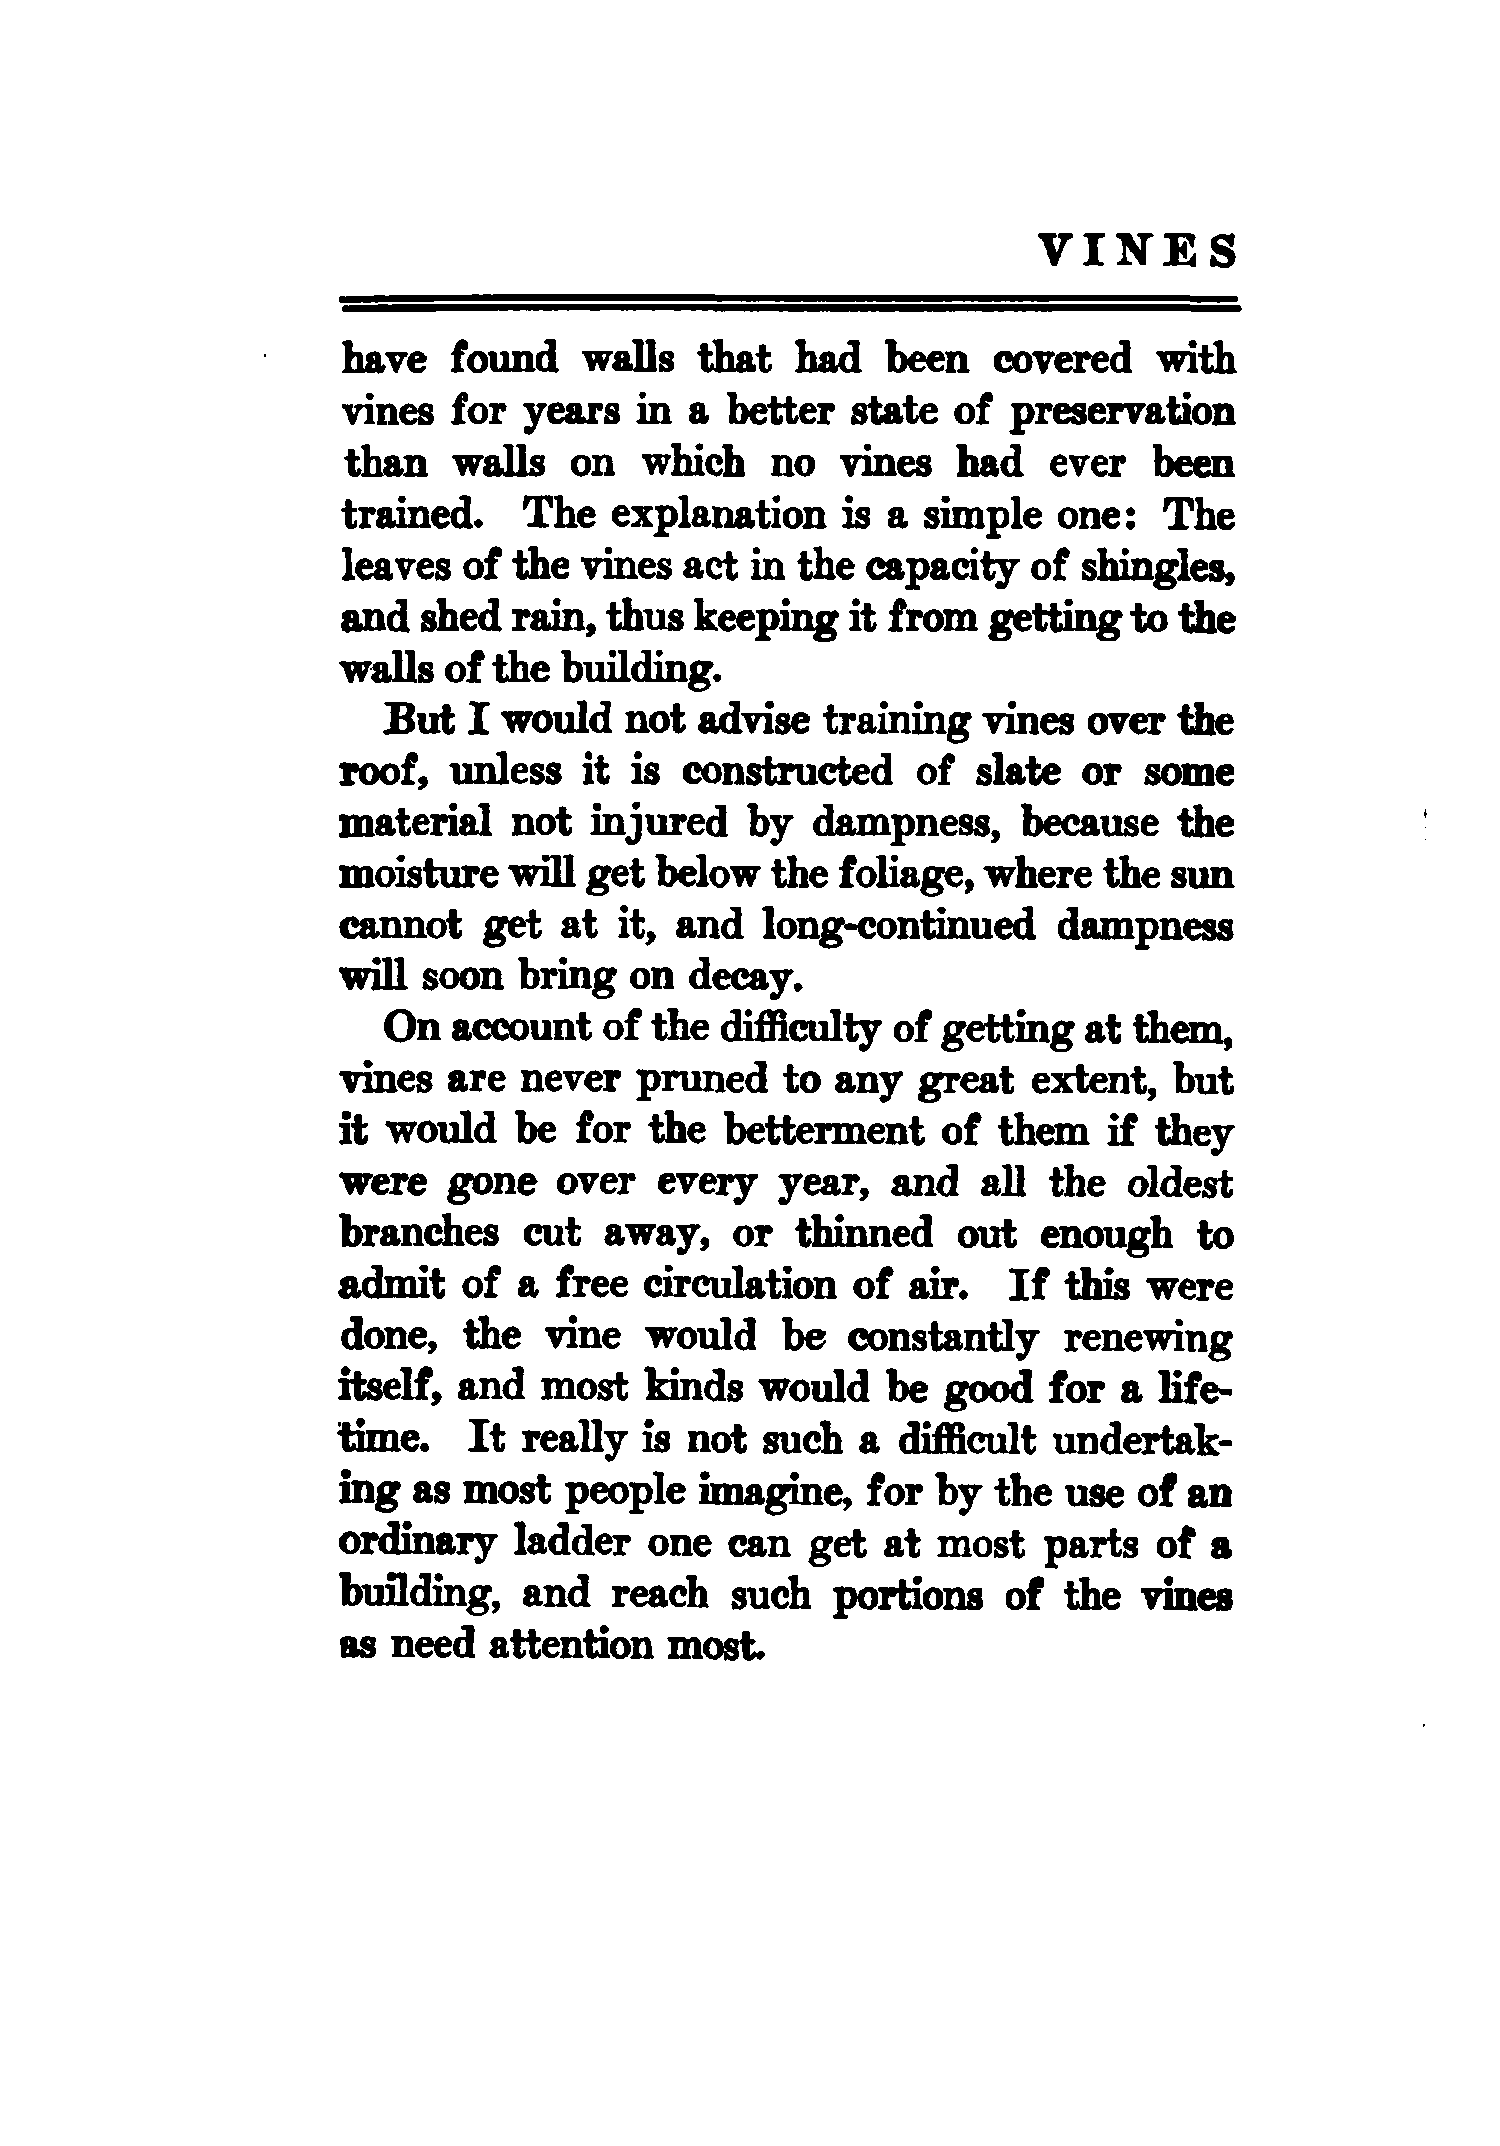 VINES
have found walls that had been covered with
vines for years in a better state of preservation
than walls on which no vines had ever been
trained. The explanation is a simple one: The
leaves of the vines act in the capacity of shingles,
and shed rain, thus keeping it from getting to the
walls of the building.
But I would not advise training vines over the
roof, unless it is constructed of slate or some
material not injured by dampness, because the
moisture will get below the foliage, where the sun
cannot get at it, and long-continued dampness
will soon bring on decay.
On account of the difficulty of getting at them,
vines are never pruned to any great extent, but
it would be for the betterment of them if they
were gone over every year, and all the oldest
branches cut away, or thinned out enough to
admit of a free circulation of air. If this were
done, the vine would be constantly renewing
itself, and most kinds would be good for a life-
time. It really is not such a difficult undertak-
ing as most people imagine, for by the use of an
ordinary ladder one can get at most parts of a
building, and reach such portions of the vines
as need attention most.